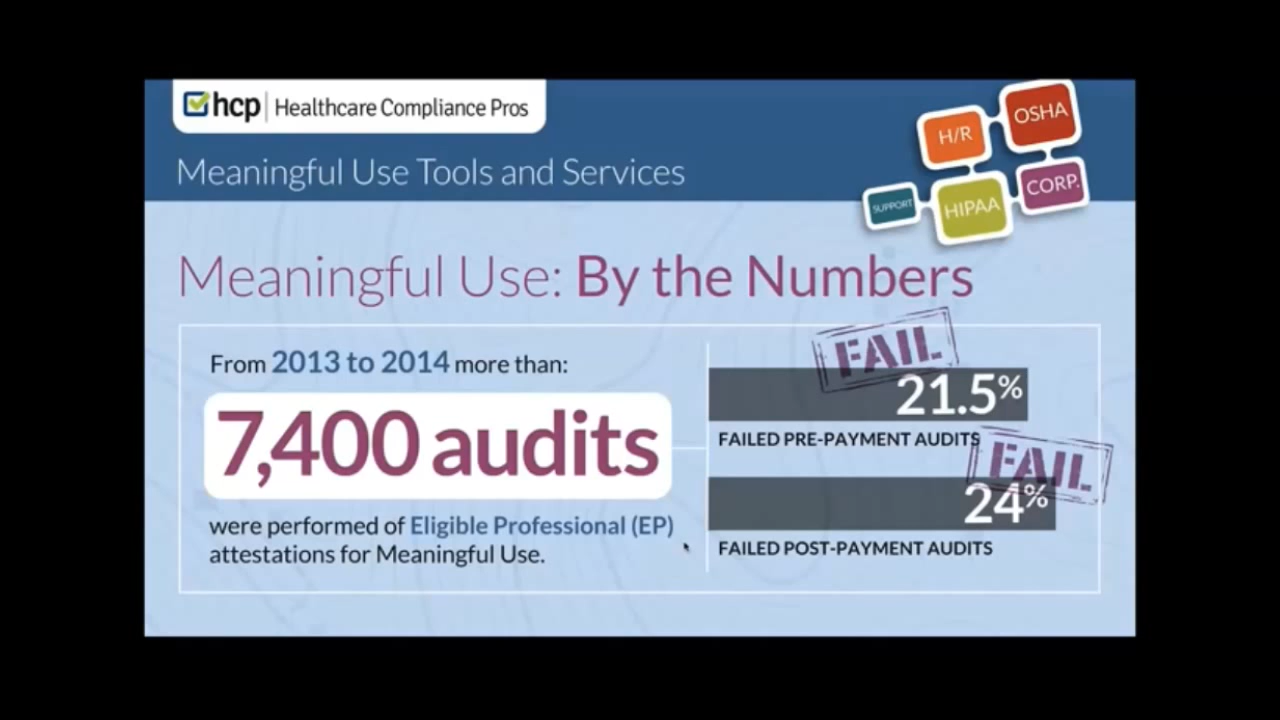 hcp | Healthcare Compliance Pros
Meaningful Use Tools and Services
H/R
OSHA
SUPPORT
HIPAA
CORP.
Meaningful Use: By the Numbers
From 2013 to 2014 more than:
7,400 audits
were performed of Eligible Professional (EP)
attestations for Meaningful Use.
FAIL
21.5%
FAILED PRE-PAYMENT AUDITS
FAIL
24%
FAILED POST-PAYMENT AUDITS